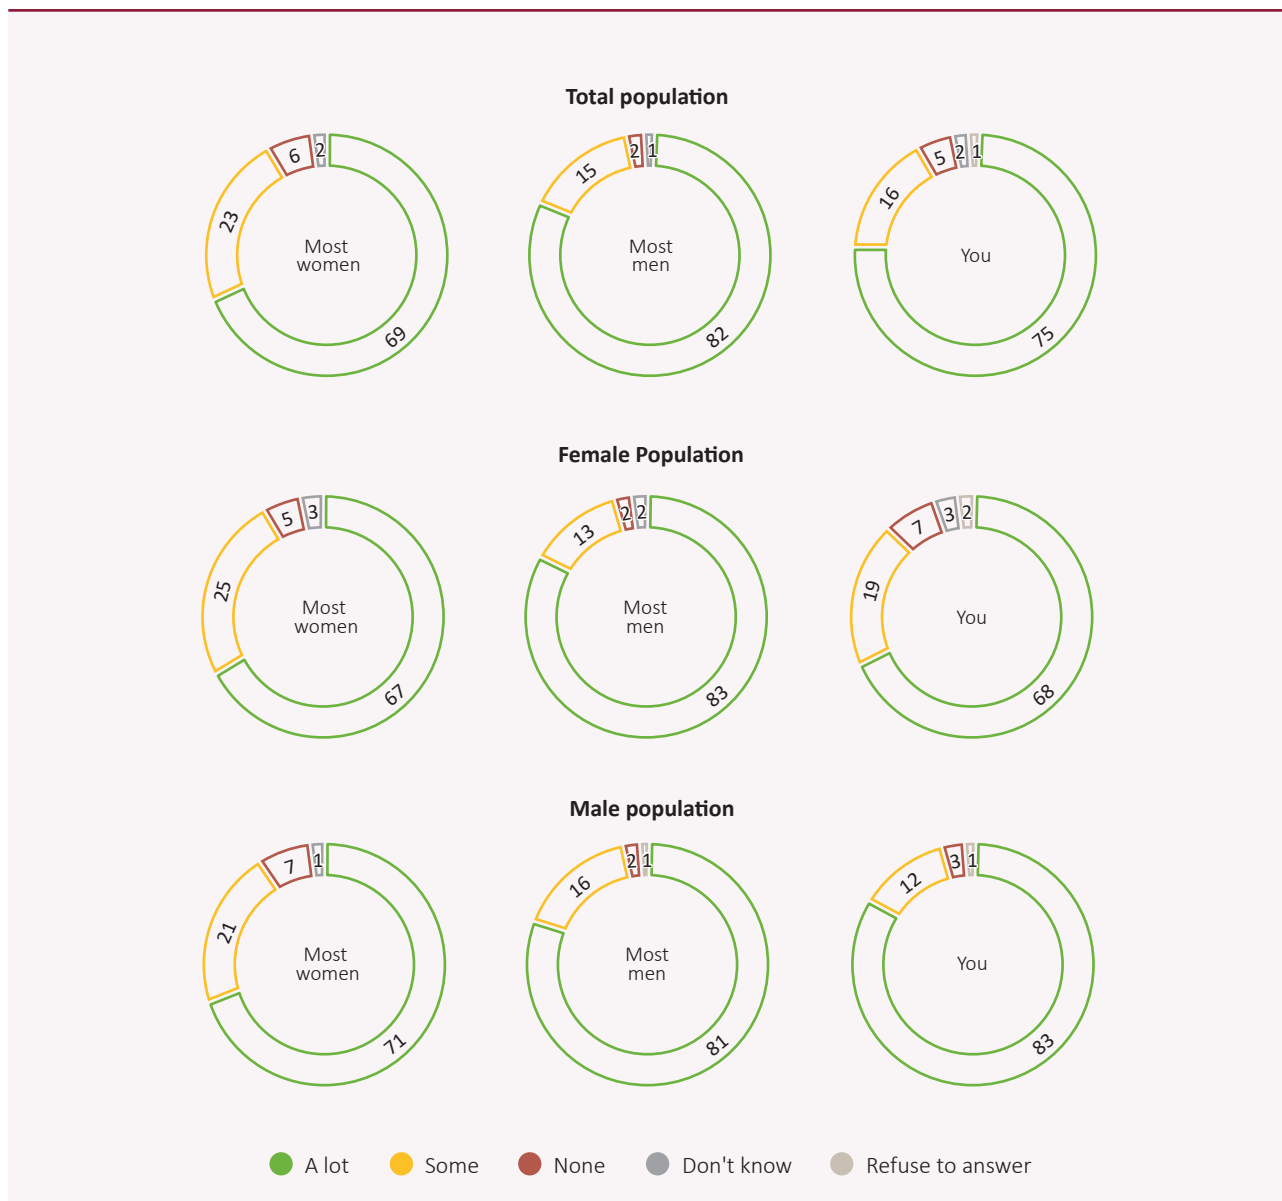 Total population
6
2
23
Most
women
69
2
1
15
Most
men
82
5
2
1
16
You
75
Female Population
5
3
25
Most
women
67
2
2
13
Most
men
83
7
3
2
19
You
68
Male population
7
1
21
Most
women
71
2
1
16
Most
men
81
3
1
12
You
83
A lot
Some
None
Don't know
Refuse to answer